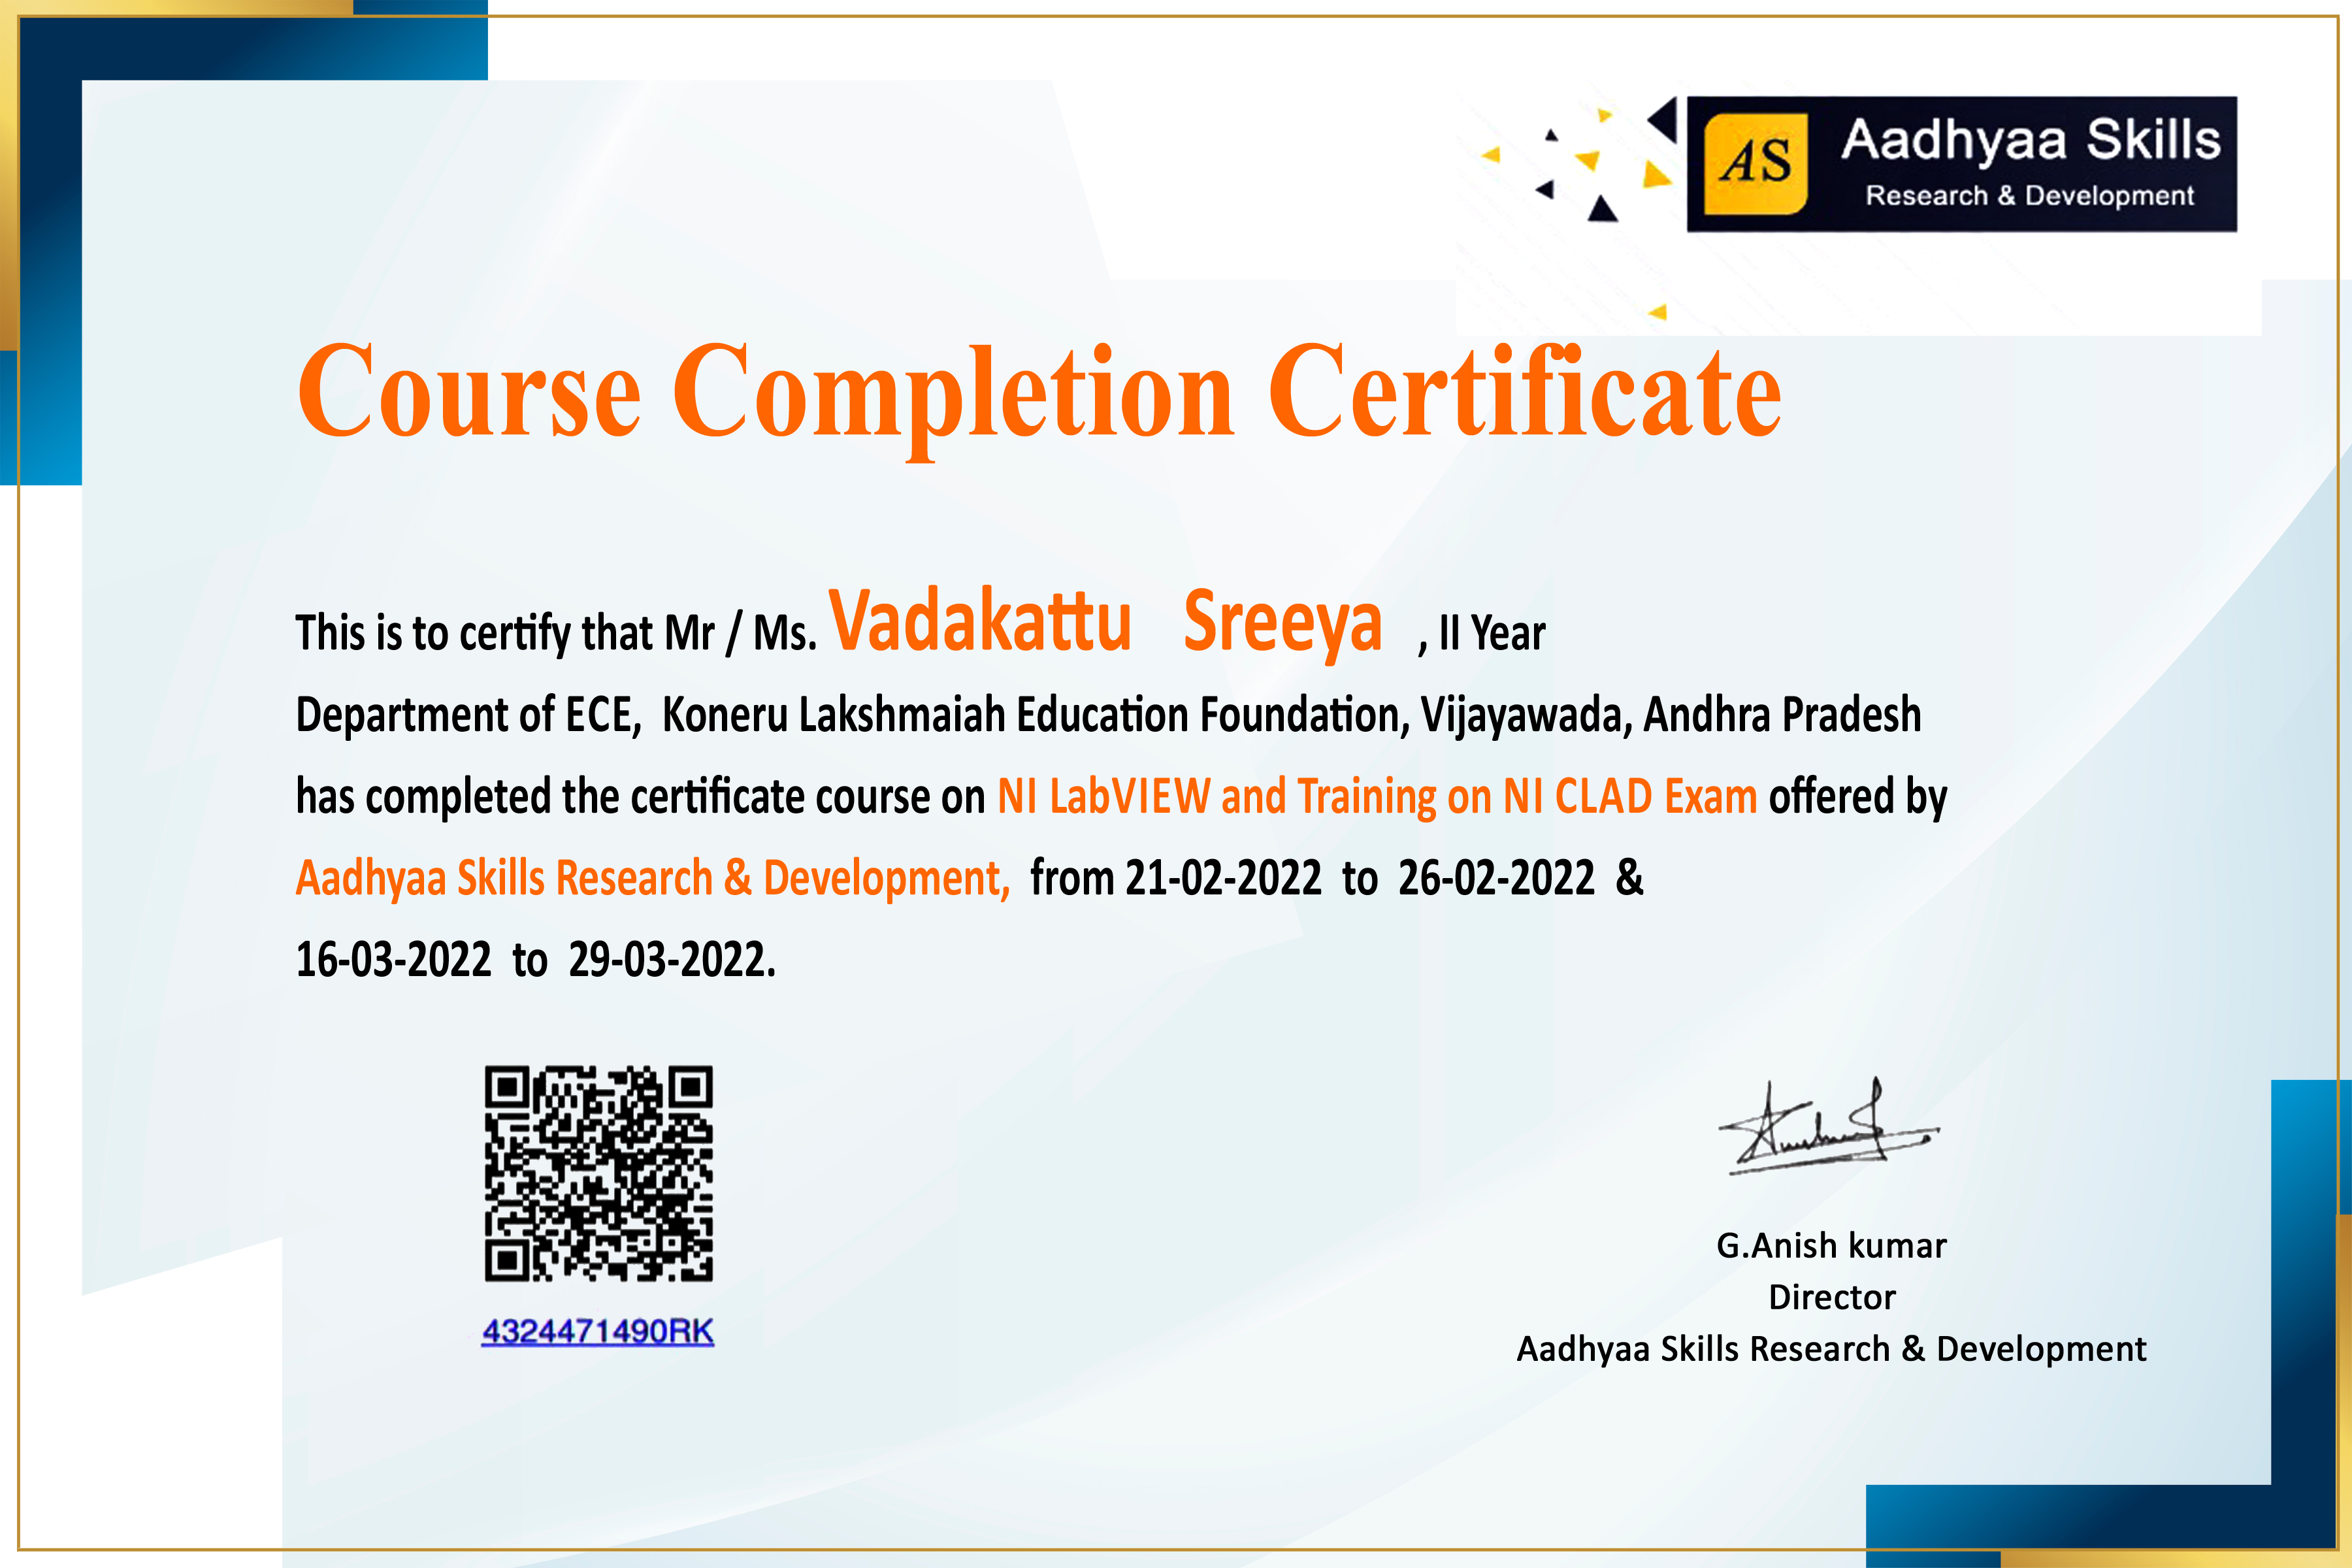 AS
Aadhyaa Skills
Research & Development
Course Completion Certificate
This is to certify that Mr / Ms. Vadakattu Sreeya , II Year
Department of ECE, Koneru Lakshmaiah Education Foundation, Vijayawada, Andhra Pradesh
has completed the certificate course on NI LabVIEW and Training on NI CLAD Exam offered by
Aadhyaa Skills Research & Development, from 21-02-2022 to 26-02-2022 &
16-03-2022 to 29-03-2022.
4324471490RK
G.Anish kumar
Director
Aadhyaa Skills Research & Development